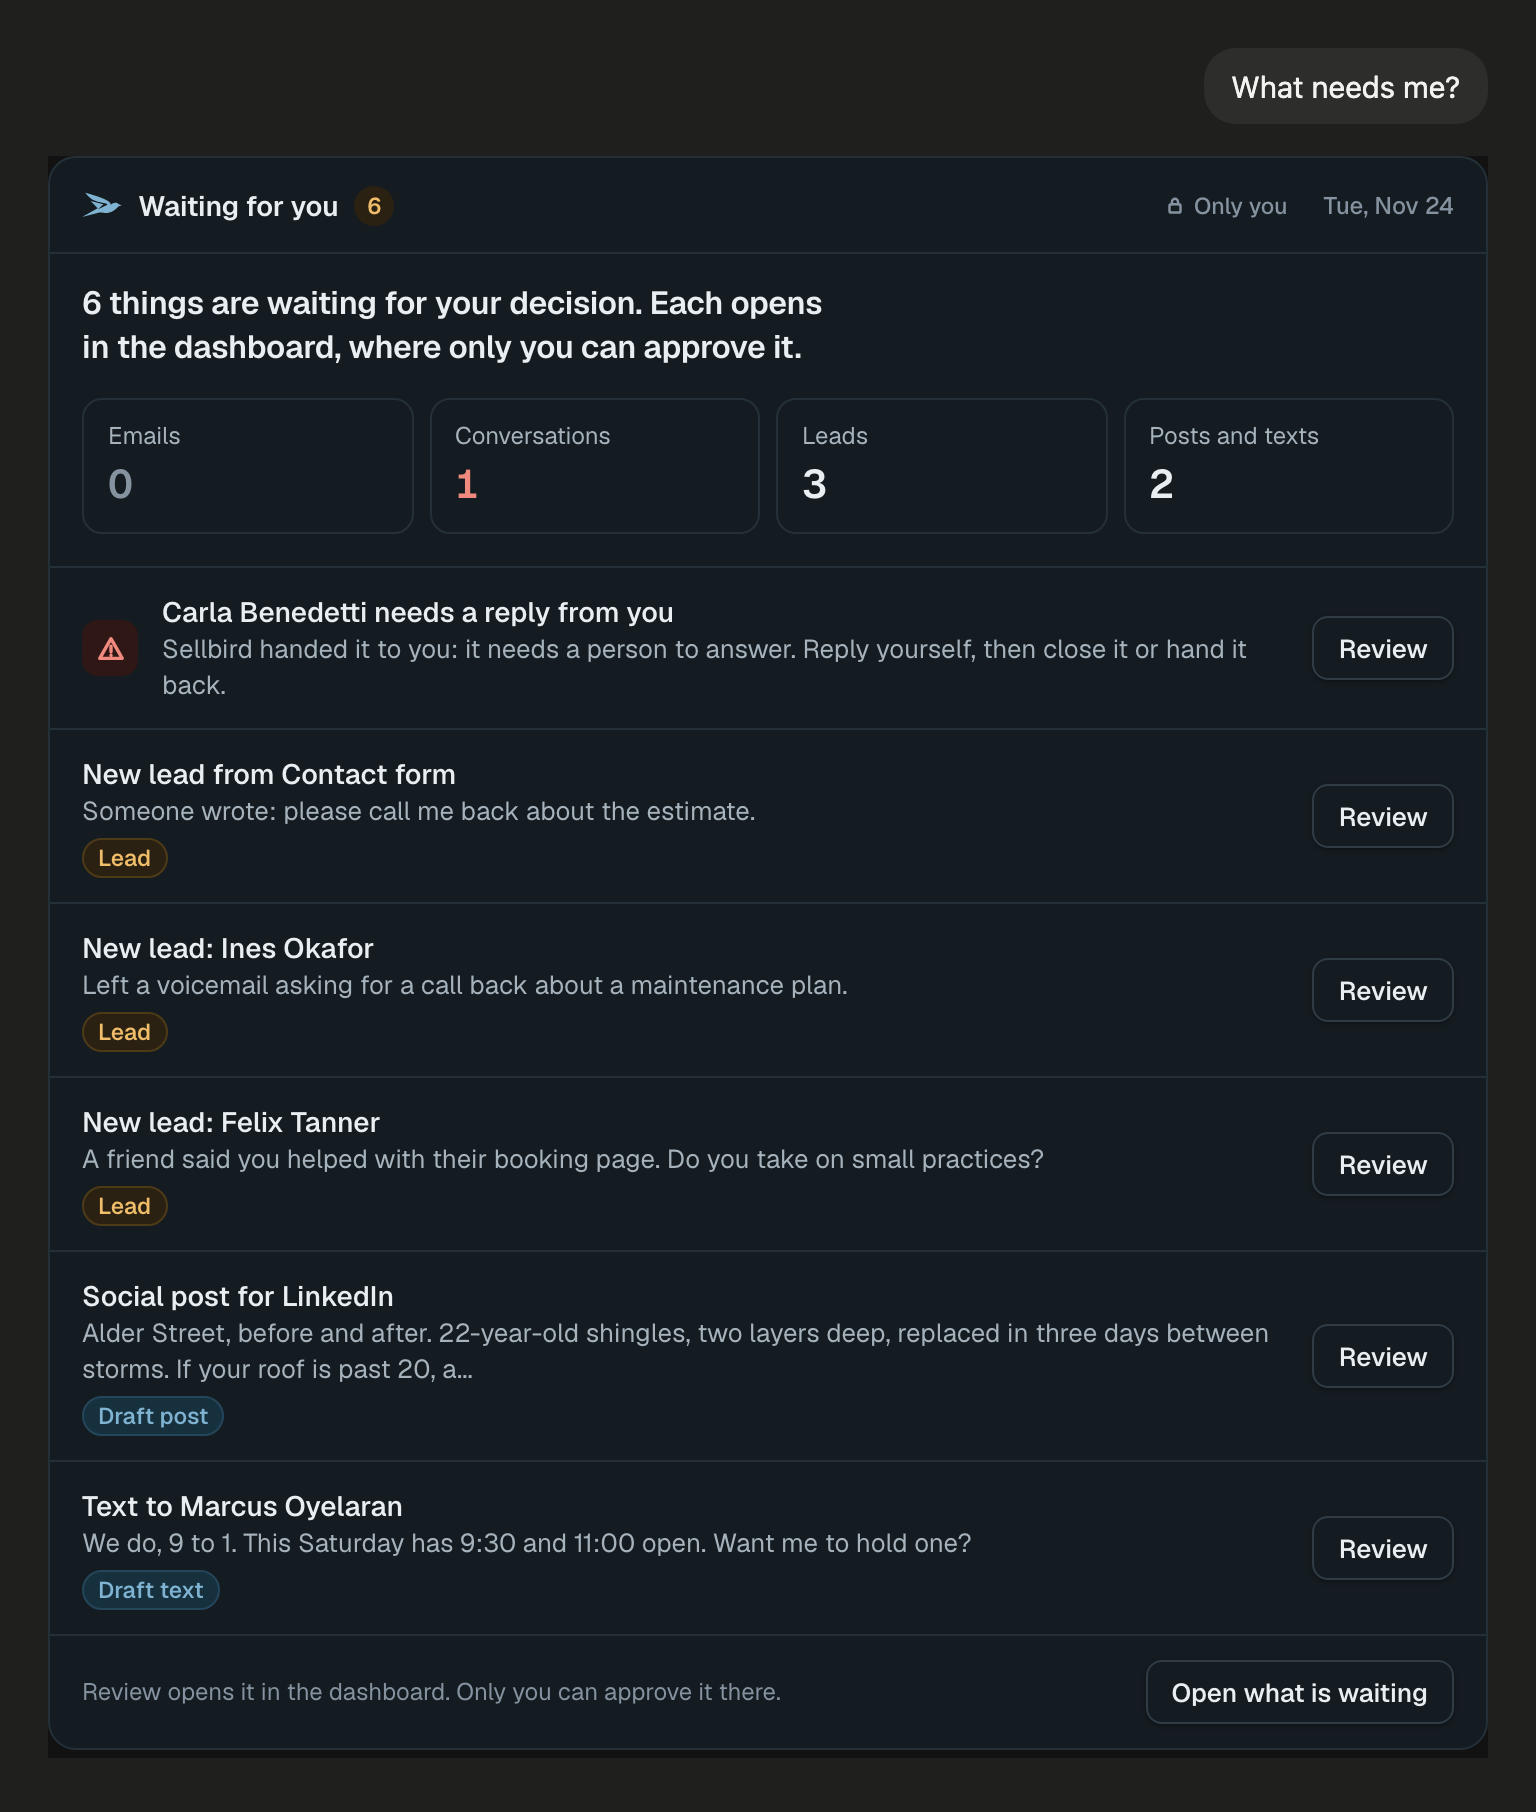 What needs me?
Waiting for you 6
Only you Tue, Nov 24
6 things are waiting for your decision. Each opens
in the dashboard, where only you can approve it.
Emails
0
Conversations
1
Leads
3
Posts and texts
2
Carla Benedetti needs a reply from you
Sellbird handed it to you: it needs a person to answer. Reply yourself, then close it or hand it
back.
Review
New lead from Contact form
Someone wrote: please call me back about the estimate.
Lead
Review
New lead: Ines Okafor
Left a voicemail asking for a call back about a maintenance plan.
Lead
Review
New lead: Felix Tanner
A friend said you helped with their booking page. Do you take on small practices?
Lead
Review
Social post for LinkedIn
Alder Street, before and after. 22-year-old shingles, two layers deep, replaced in three days between
storms. If your roof is past 20, a...
Draft post
Review
Text to Marcus Oyelaran
We do, 9 to 1. This Saturday has 9:30 and 11:00 open. Want me to hold one?
Draft text
Review
Review opens it in the dashboard. Only you can approve it there.
Open what is waiting